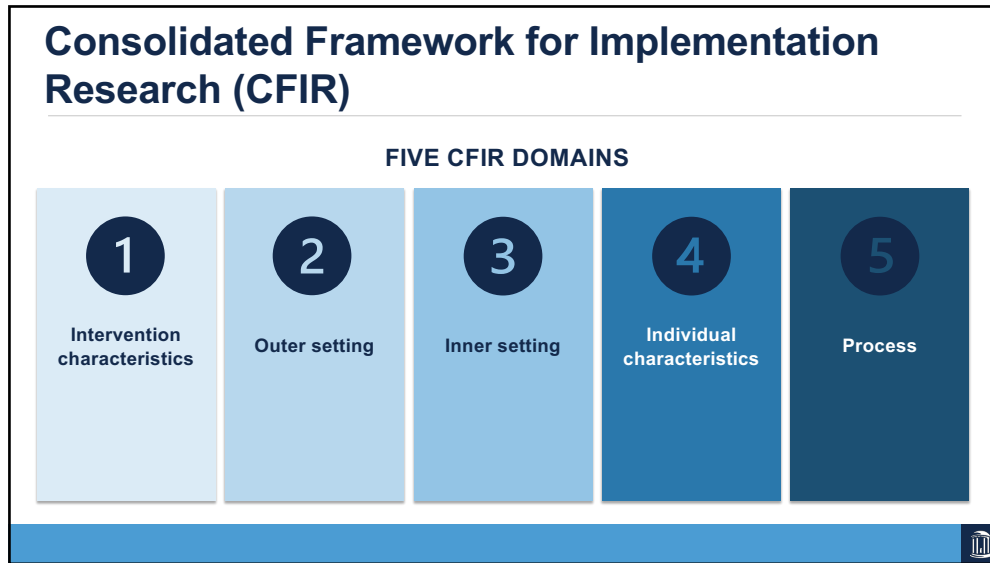 Consolidated Framework for Implementation
Research (CFIR)
FIVE CFIR DOMAINS
1
Intervention
characteristics
2
Outer setting
3
Inner setting
4
Individual
characteristics
5
Process